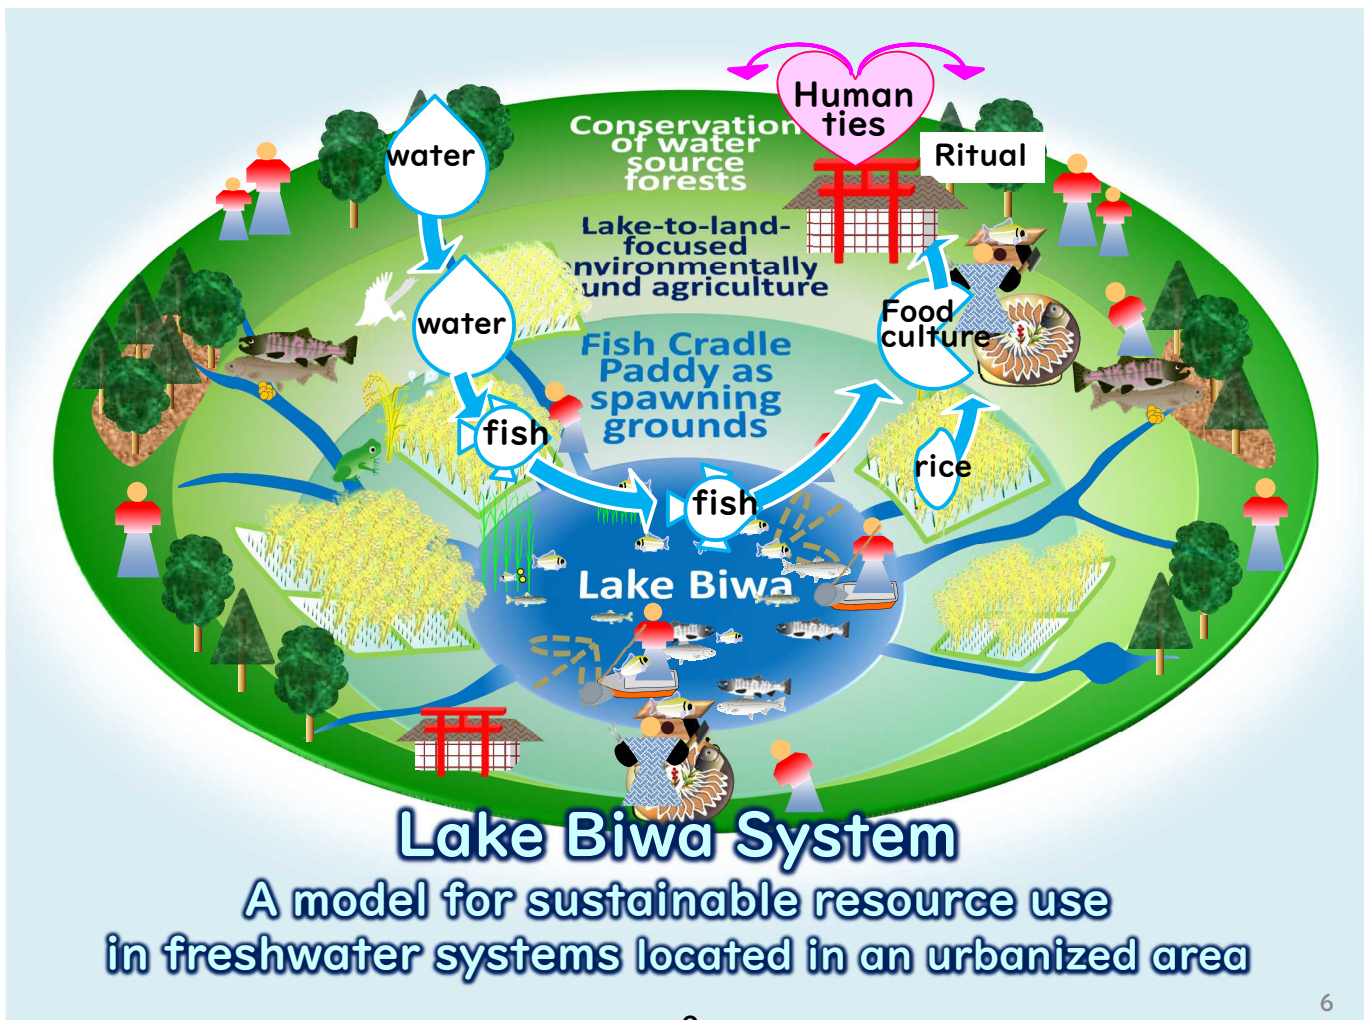 Human
ties
Conservation
of water
source
forests
water
Ritual
Lake-to-land-
focused
nvironmentally
und agriculture
water
Food
culture
Fish Cradle
Paddy as
spawning
grounds
fish
rice
fish
Lake Biwa
Lake Biwa System
A model for sustainable resource use
in freshwater systems located in an urbanized area
6